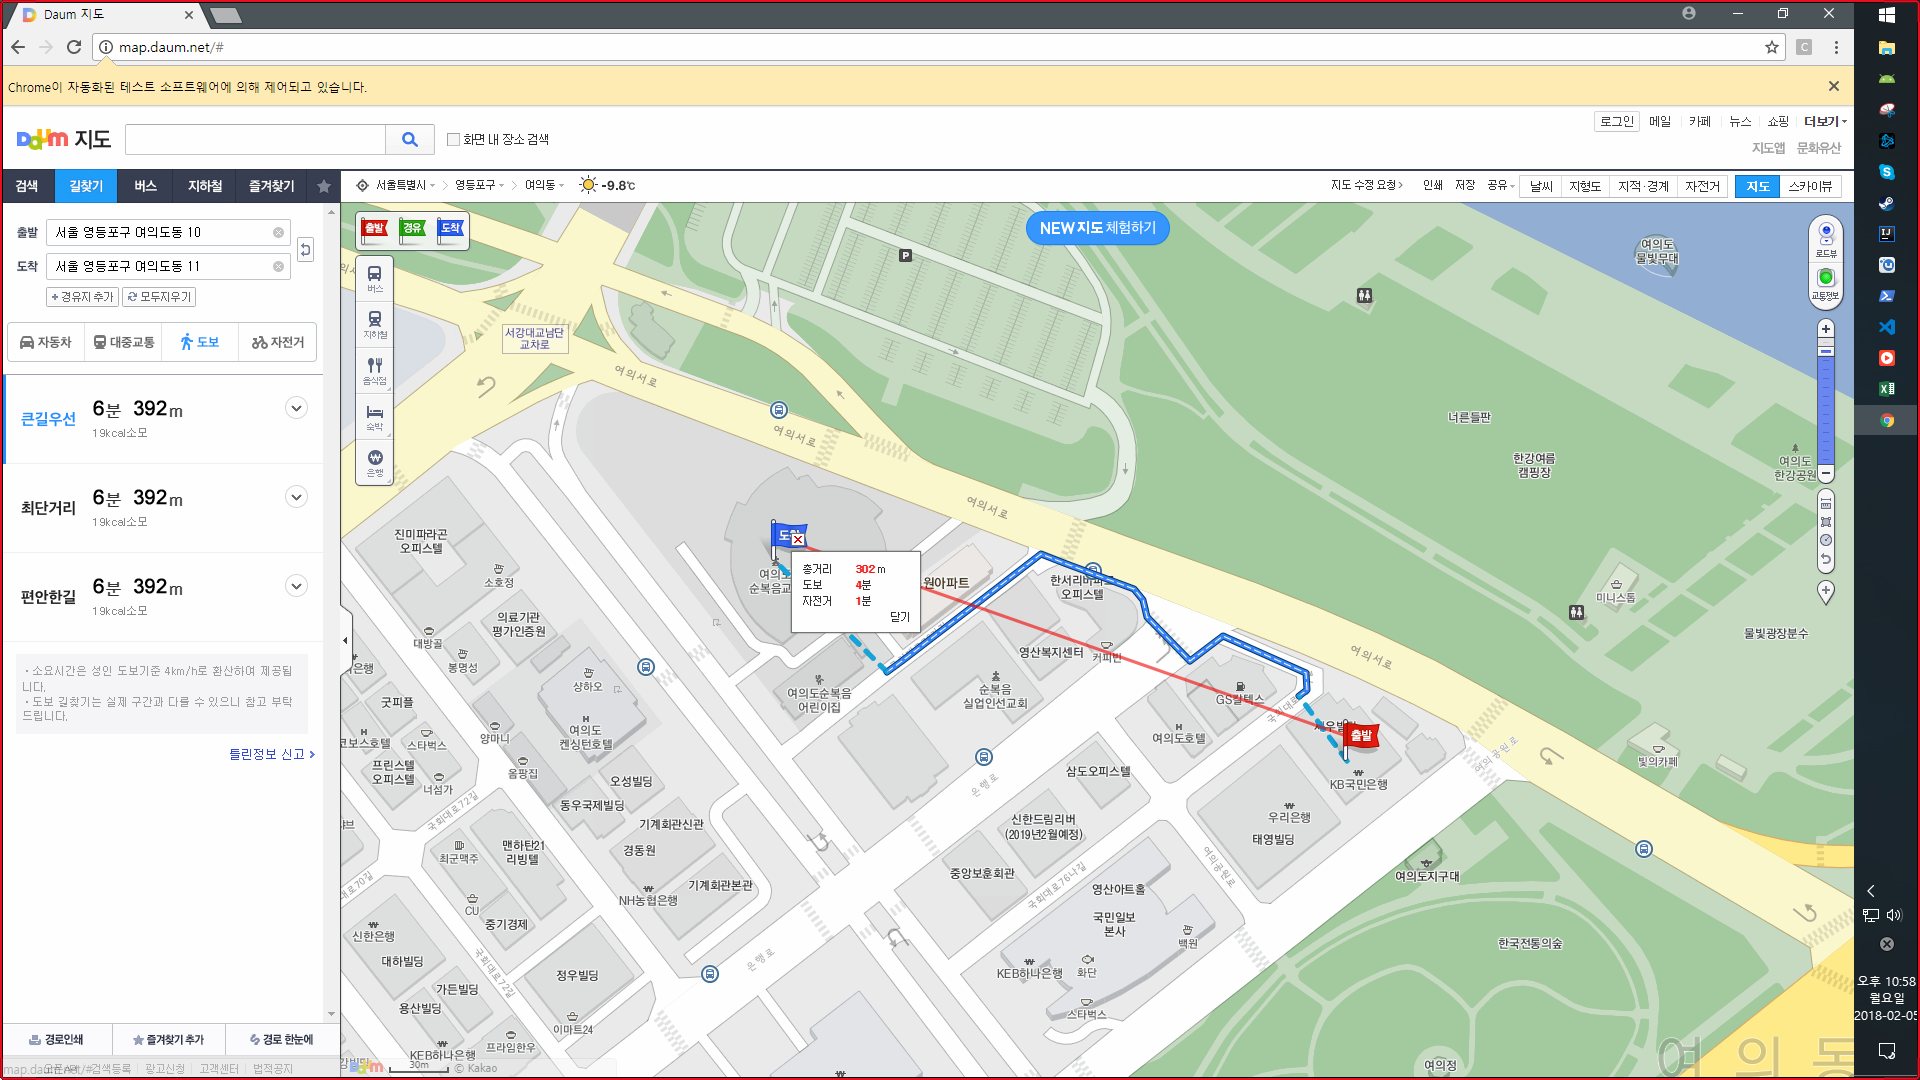 Daum 지도
map.daum.net/#
Chrome이 자동화된 테스트 소프트웨어에 의해 제어되고 있습니다.
로그인 메일 카페 뉴스 쇼핑 더보기
Daum 지도
화면 내 장소 검색
지도앱 문화유산
검색 길찾기 버스 지하철 즐겨찾기
서울특별시 영등포구 여의동 -9.8℃
지도 수정 요청 인쇄 저장 공유 날씨 지형도 지적·경계 자전거 지도 스카이뷰
출발 서울 영등포구 여의도동 10
도착 서울 영등포구 여의도동 11
+ 경유지 추가 모두지우기
자동차 대중교통 도보 자전거
큰길우선 6분 392m
19kcal소모
최단거리 6분 392m
19kcal소모
편안한길 6분 392m
19kcal소모
· 소요시간은 성인 도보기준 4km/h로 환산하여 제공됩
니다.
· 도보 길찾기는 실제 구간과 다를 수 있으니 참고 부탁
드립니다.
틀린정보 신고
경로인쇄 즐겨찾기 추가 경로 한눈에
map.daum.net/#
검색등록 광고신청 고객센터 법적공지
출발 경유 도착
버스
지하철
음식점
숙박
은행
NEW 지도 체험하기
로드뷰
교통정보
서강대교남단
교차로
여의서로
여의서로
여의서로
여의서로
P
여의도
물빛무대
너른들판
한강여름
캠핑장
여의도
한강공원
미니스톱
물빛광장분수
총거리 302 m
도보 4분
자전거 1분
닫기
순복음교
원아파트
한서리버파크
오피스텔
영산복지센터
커피빈
GS칼텍스
출발
KB국민은행
여의도순복음
어린이집
순복음
실업인선교회
여의도호텔
삼도오피스텔
우리은행
태영빌딩
신한드림리버
(2019년2월예정)
중앙보훈회관
은행로
은행로
국회대로76나길
여의공원로
여의공원로
영산아트홀
국민일보
본사
백원
KEB하나은행
화단
스타벅스
여의도지구대
빛의카페
한국전통의숲
여의정
여의동
진미파라곤
오피스텔
소호정
의료기관
평가인증원
대방골
봉명성
샹하오
굿피플
양마니
여의도
켄싱턴호텔
코보스호텔
스타벅스
프린스텔
오피스텔
너섬가
옴팡집
오성빌딩
동우국제빌딩
기계회관신관
경동원
기계회관본관
NH농협은행
국회대로72길
국회대로70길
국회대로72길
최군맥주
맨하탄21
리빙텔
CU
중기경제
신한은행
대하빌딩
가든빌딩
용산빌딩
정우빌딩
이마트24
프라임한우
KEB하나은행
30m
© Kakao
오후 10:58
월요일
2018-02-05